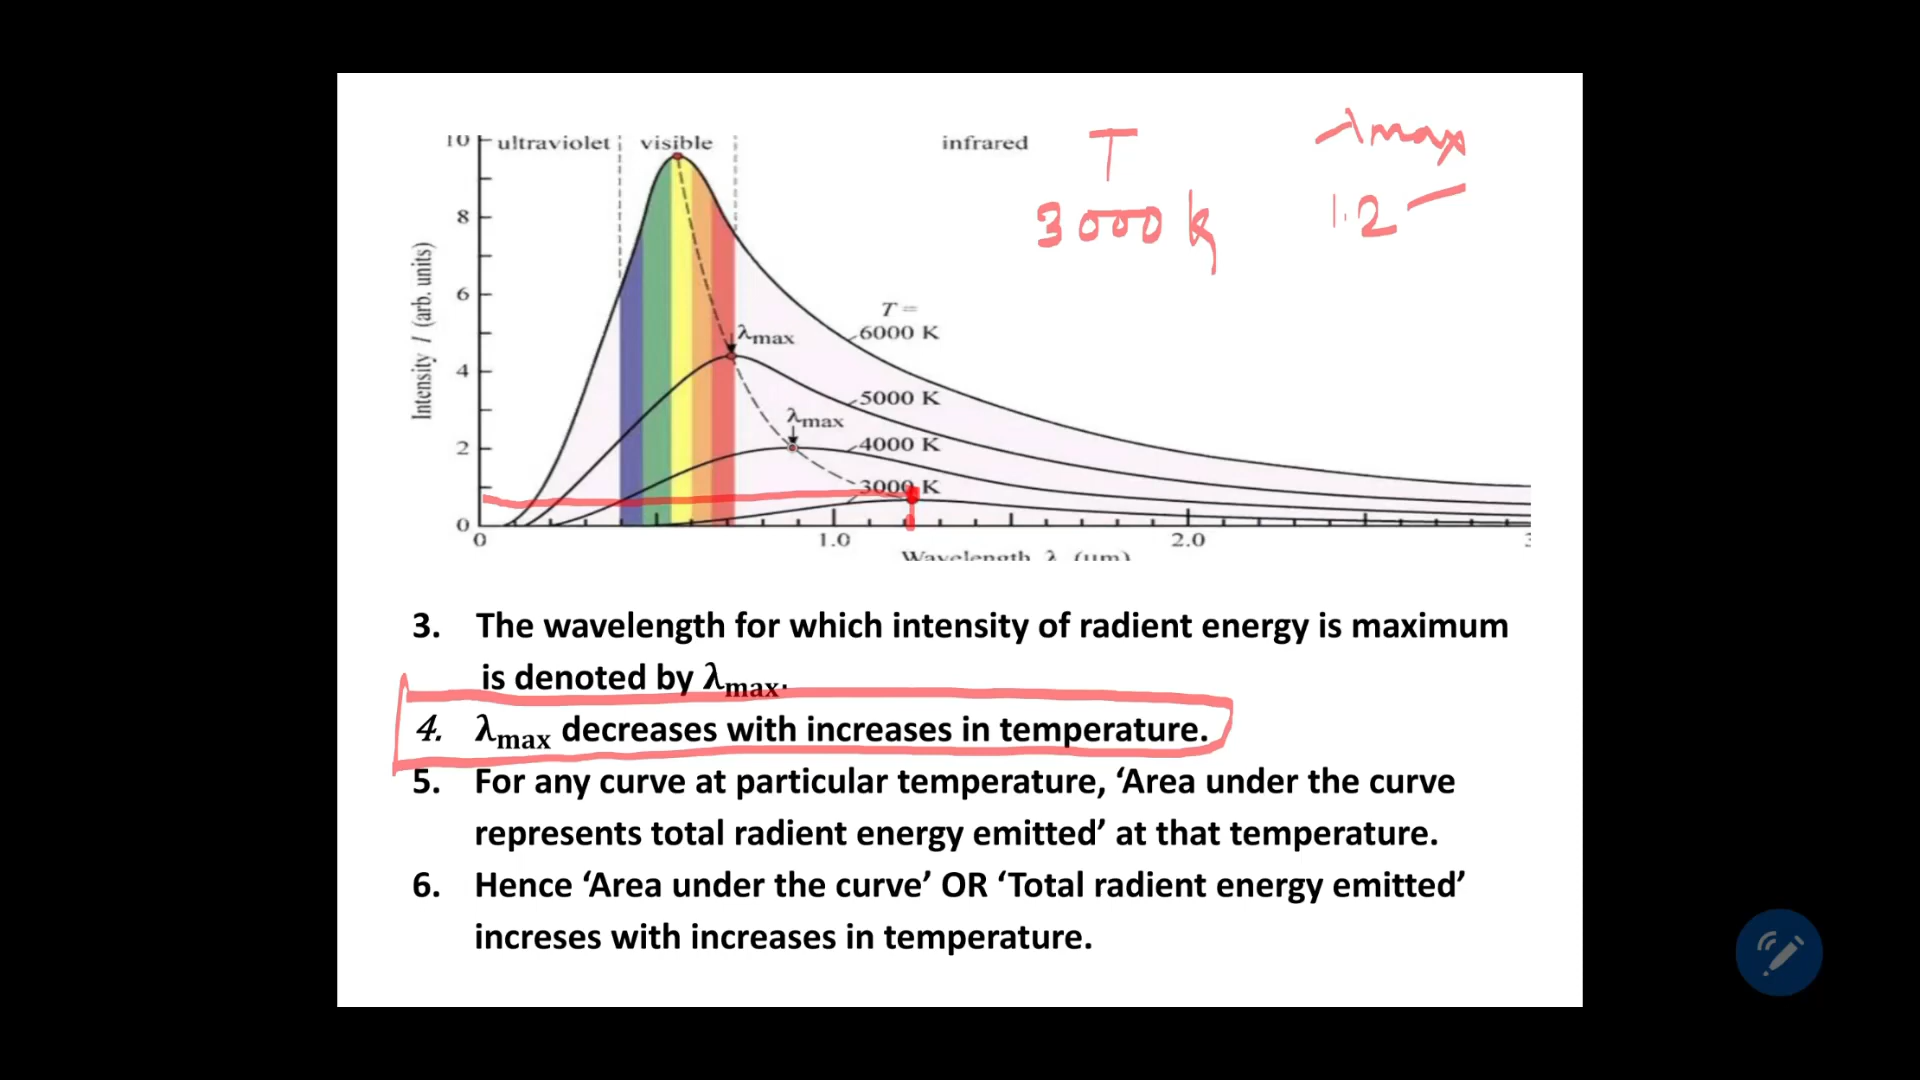 10 ultraviolet visible infrared T λmax
3000 K 1.2
8
6
4
2
0
Intensity I (arb. units)
T =
6000 K
λmax
5000 K
λmax
4000 K
3000 K
0 1.0 2.0
Wavelength λ (μm)
3. The wavelength for which intensity of radient energy is maximum
is denoted by λmax.
4. λmax decreases with increases in temperature.
5. For any curve at particular temperature, ‘Area under the curve
represents total radient energy emitted’ at that temperature.
6. Hence ‘Area under the curve’ OR ‘Total radient energy emitted’
increses with increases in temperature.